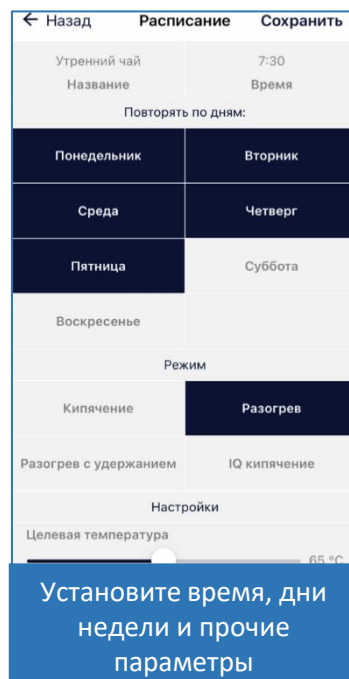 ← Назад Расписание Сохранить
Утренний чай 7:30
Название Время
Повторять по дням:
Понедельник Вторник
Среда Четверг
Пятница Суббота
Воскресенье
Режим
Кипячение Разогрев
Разогрев с удержанием IQ кипячение
Настройки
Целевая температура
65 °C
Установите время, дни
недели и прочие
параметры